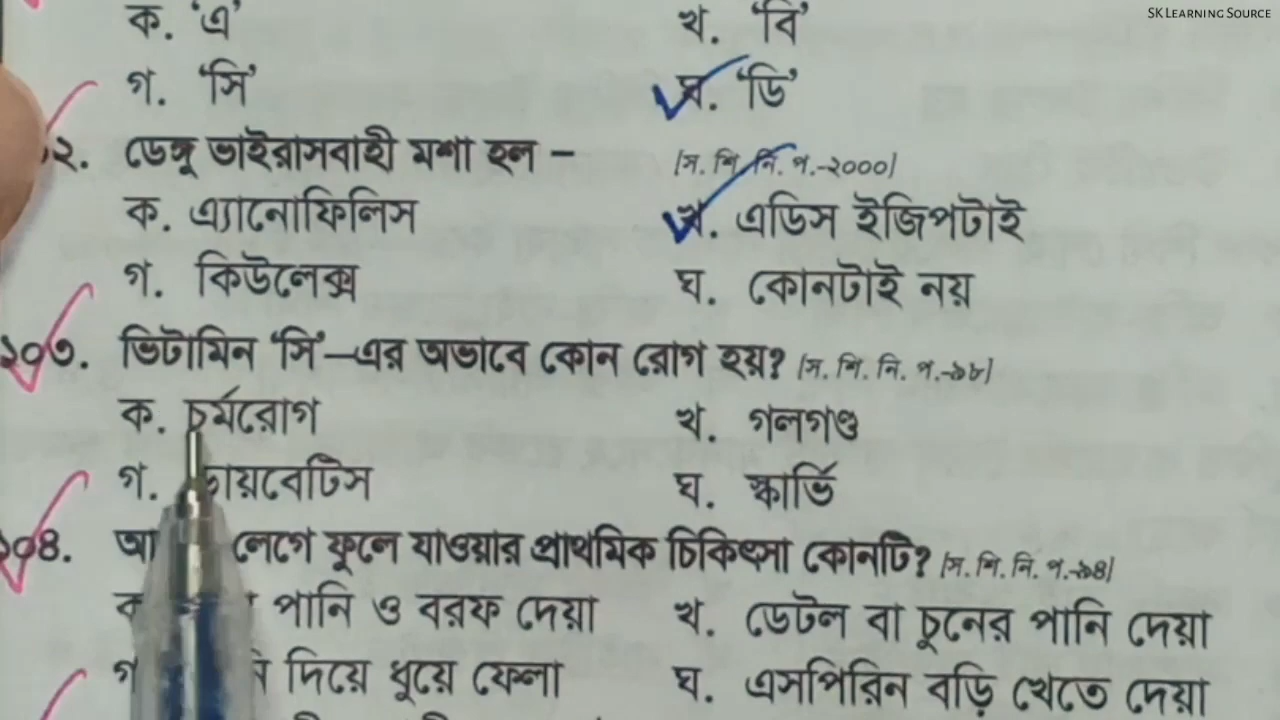 SK LEARNING SOURCE
ক. ‘এ’ খ. ‘বি’
গ. ‘সি’ ঘ. ‘ডি’
২. ডেঙ্গু ভাইরাসবাহী মশা হল – [স. শি. নি. প.-২০০০]
ক. এ্যানোফিলিস খ. এডিস ইজিপটাই
গ. কিউলেক্স ঘ. কোনটাই নয়
১০৩. ভিটামিন ‘সি’–এর অভাবে কোন রোগ হয়? [স. শি. নি. প.-৯৮]
ক. চর্মরোগ খ. গলগণ্ড
গ. ঘ. স্কার্ভি
১০৪. লেগে ফুলে যাওয়ার প্রাথমিক চিকিৎসা কোনটি? [স. শি. নি. প.-৯৪]
পানি ও বরফ দেয়া খ. ডেটল বা চুনের পানি দেয়া
দিয়ে ধুয়ে ফেলা ঘ. এসপিরিন বড়ি খেতে দেয়া